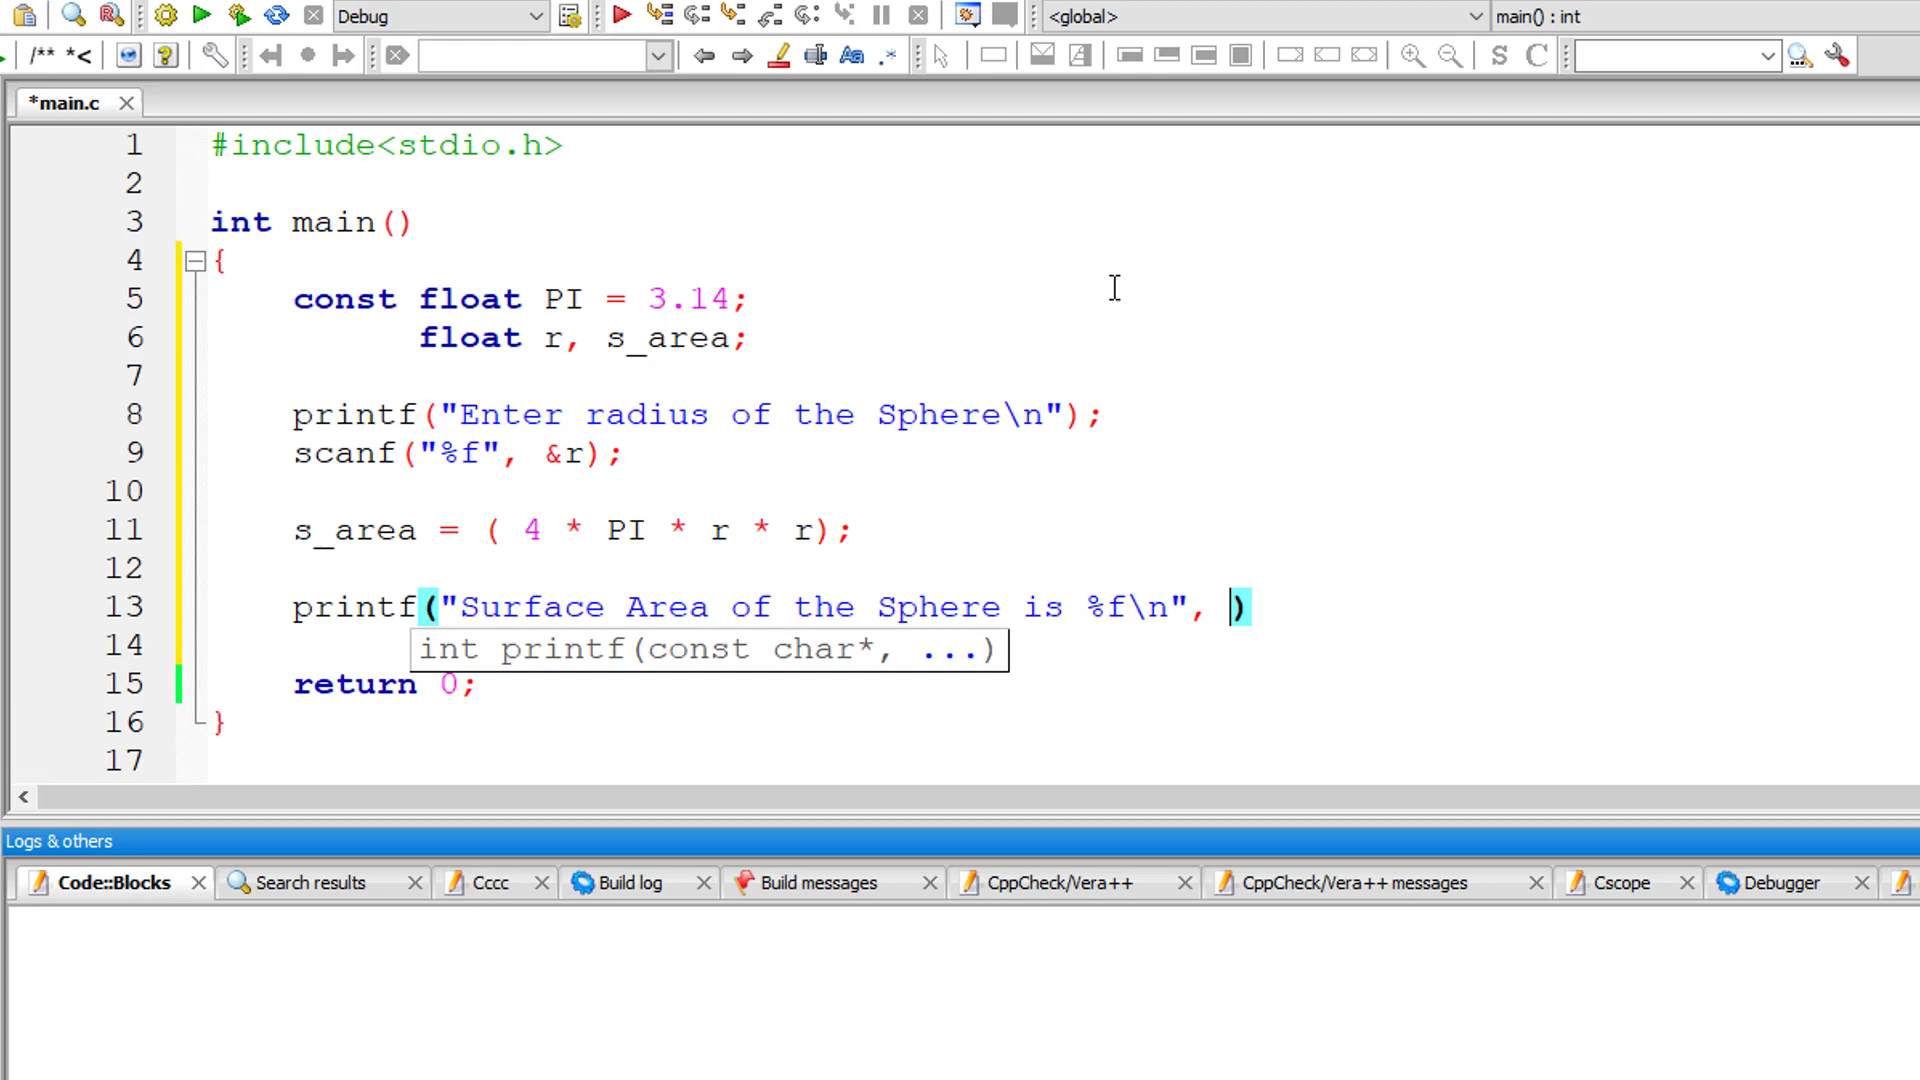 Debug <global> main() : int
/** *< Aa .* S C
*main.c
1 #include<stdio.h>
2
3 int main()
4 {
5 const float PI = 3.14;
6 float r, s_area;
7
8 printf("Enter radius of the Sphere\n");
9 scanf("%f", &r);
10
11 s_area = ( 4 * PI * r * r);
12
13 printf("Surface Area of the Sphere is %f\n", )
14 int printf(const char*, ...)
15 return 0;
16 }
17
Logs & others
Code::Blocks Search results Cccc Build log Build messages CppCheck/Vera++ CppCheck/Vera++ messages Cscope Debugger